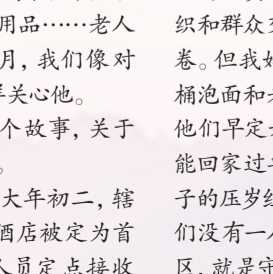 用品……老人
月，我们像对
关心他。
个故事，关于
。
大年初二，辖
酒店被定为首
人员定点接收
织和群众
卷。但我
桶泡面和
他们早定
能回家过
子的压岁
们没有一
区，就是守